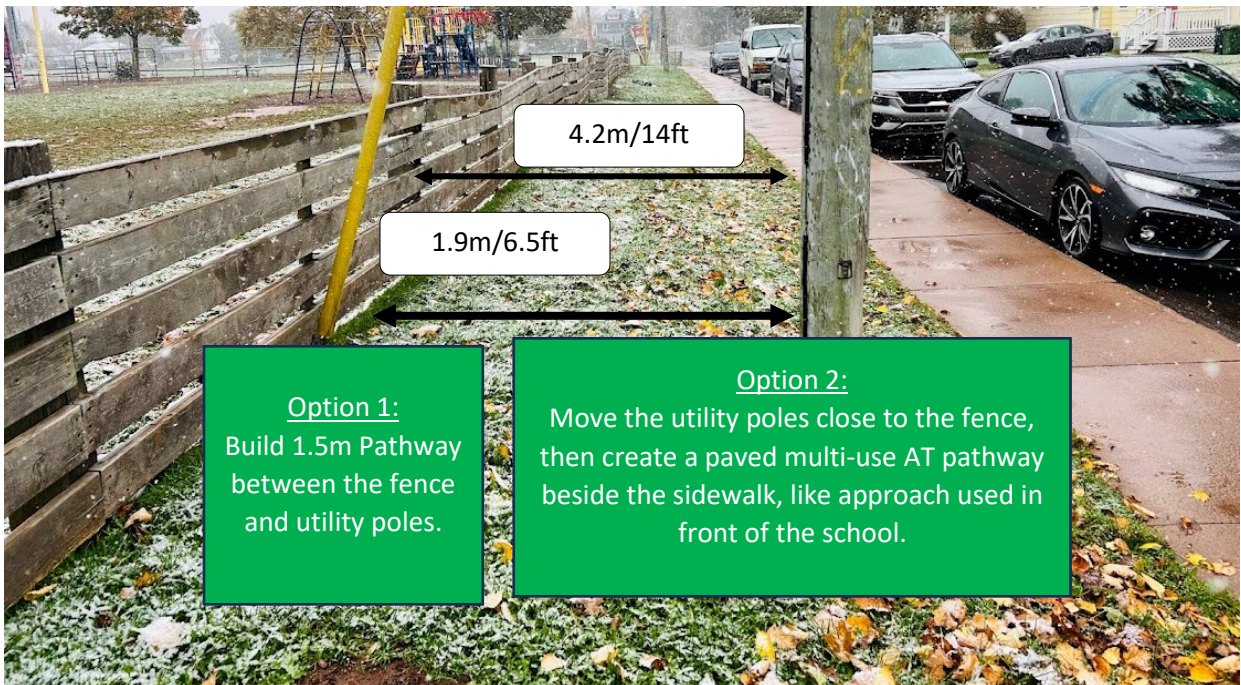 4.2m/14ft
1.9m/6.5ft
Option 1:
Build 1.5m Pathway
between the fence
and utility poles.
Option 2:
Move the utility poles close to the fence,
then create a paved multi-use AT pathway
beside the sidewalk, like approach used in
front of the school.